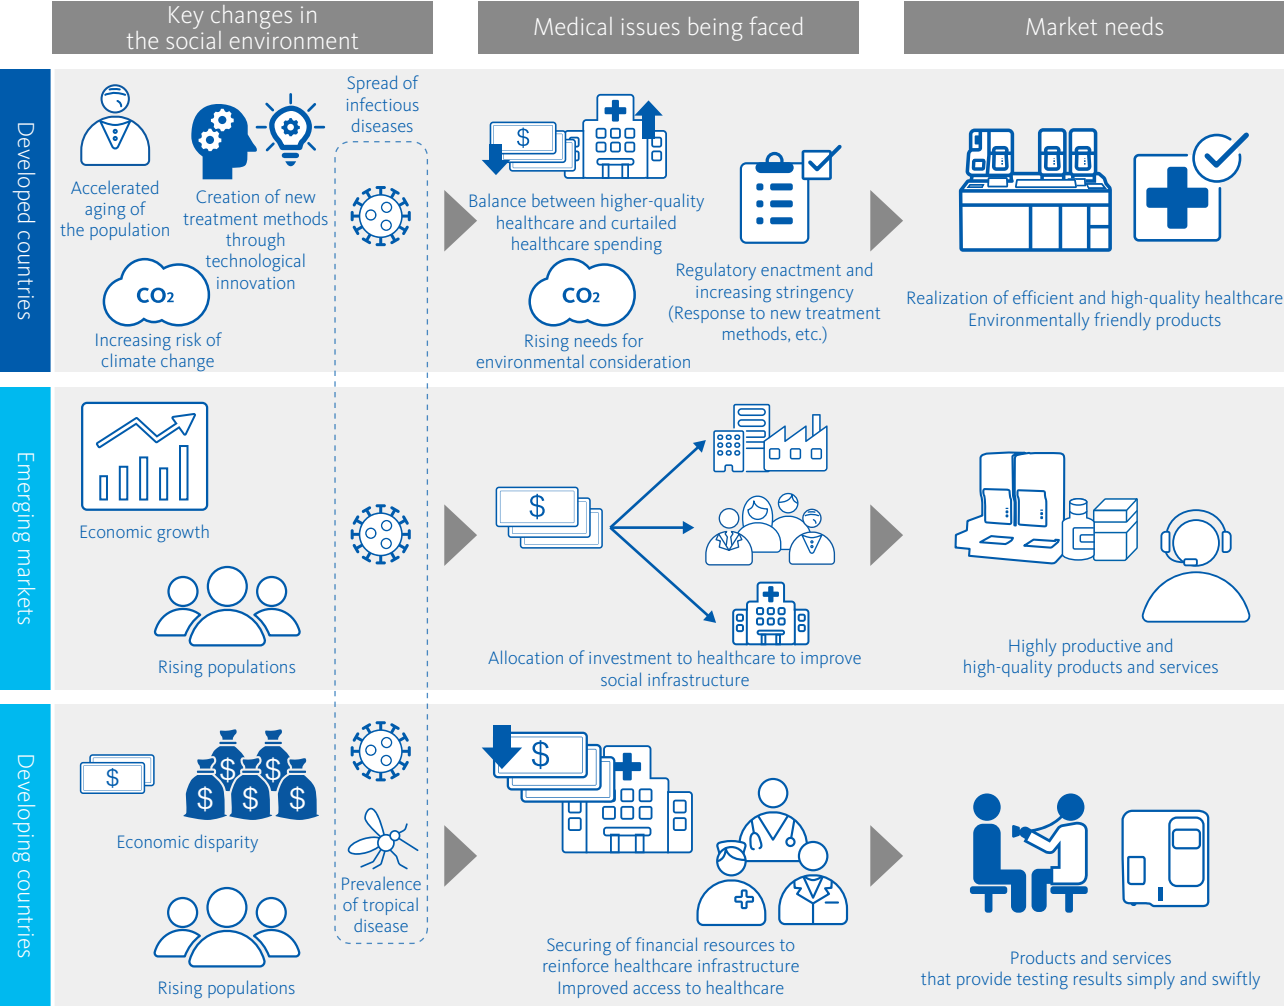 Key changes in
the social environment
Medical issues being faced
Market needs
Developed countries
Spread of
infectious
diseases
Accelerated
aging of
the population
Creation of new
treatment methods
through
technological
innovation
CO2
Increasing risk of
climate change
$
Balance between higher-quality
healthcare and curtailed
healthcare spending
CO2
Rising needs for
environmental consideration
Regulatory enactment and
increasing stringency
(Response to new treatment
methods, etc.)
Realization of efficient and high-quality healthcare
Environmentally friendly products
Emerging markets
Economic growth
Rising populations
$
Allocation of investment to healthcare to improve
social infrastructure
Highly productive and
high-quality products and services
Developing countries
$
$ $
$ $ $
Economic disparity
Rising populations
Prevalence
of tropical
disease
$
Securing of financial resources to
reinforce healthcare infrastructure
Improved access to healthcare
Products and services
that provide testing results simply and swiftly